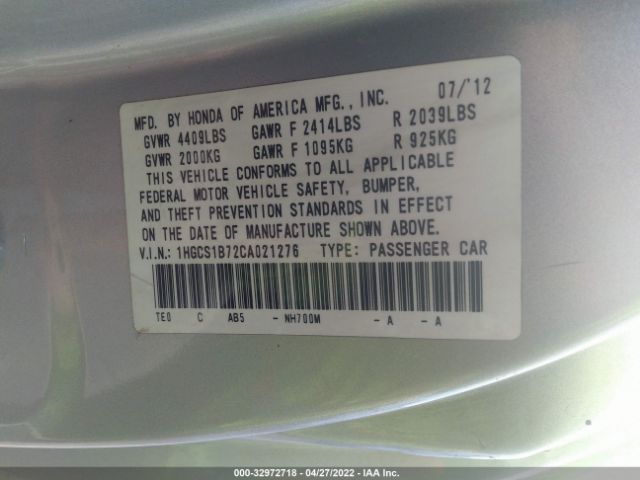 MFD. BY HONDA OF AMERICA MFG., INC. 07/'12
GVWR 4409LBS GAWR F 2414LBS R 2039LBS
GVWR 2000KG GAWR F 1095KG R 925KG
THIS VEHICLE CONFORMS TO ALL APPLICABLE
FEDERAL MOTOR VEHICLE SAFETY, BUMPER,
AND THEFT PREVENTION STANDARDS IN EFFECT
ON THE DATE OF MANUFACTURE SHOWN ABOVE.
V.I.N.: 1HGCS1B72CA021276 TYPE: PASSENGER CAR
TE0 C AB5 - NH700M - A - A
000-32972718 - 04/27/2022 - IAA Inc.